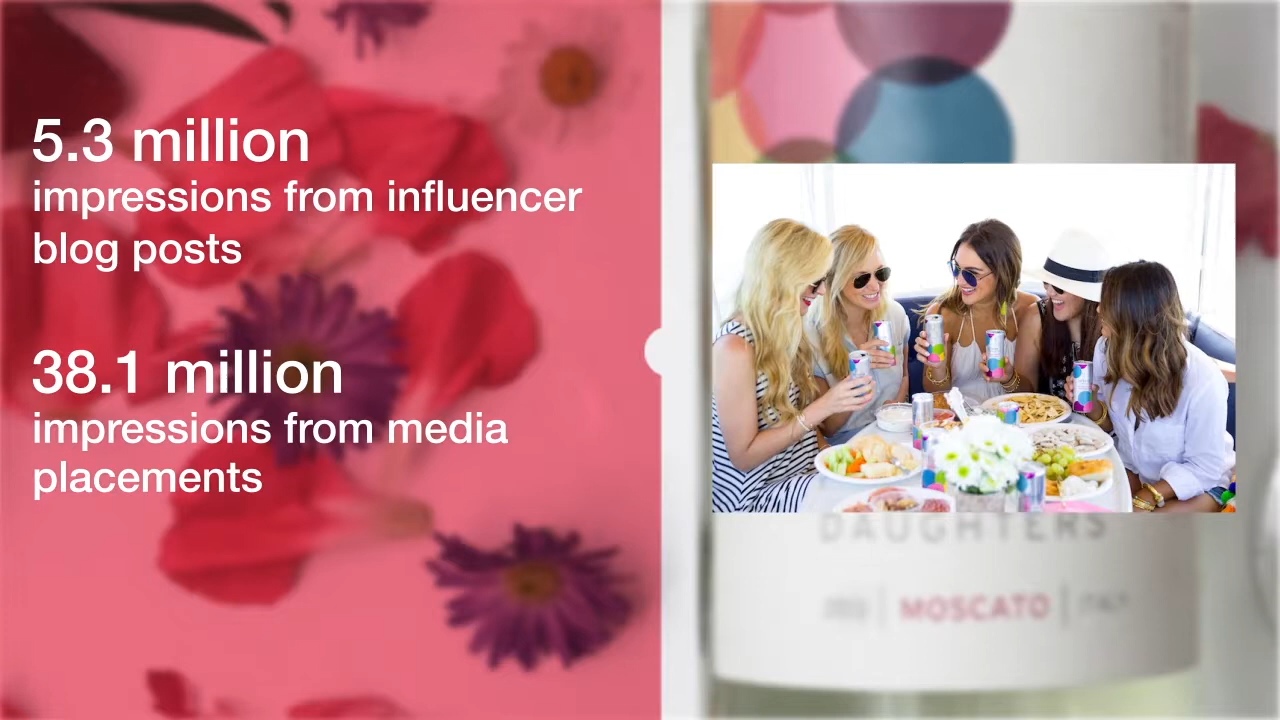 5.3 million
impressions from influencer
blog posts
38.1 million
impressions from media
placements
DAUGHTERS
MOSCATO